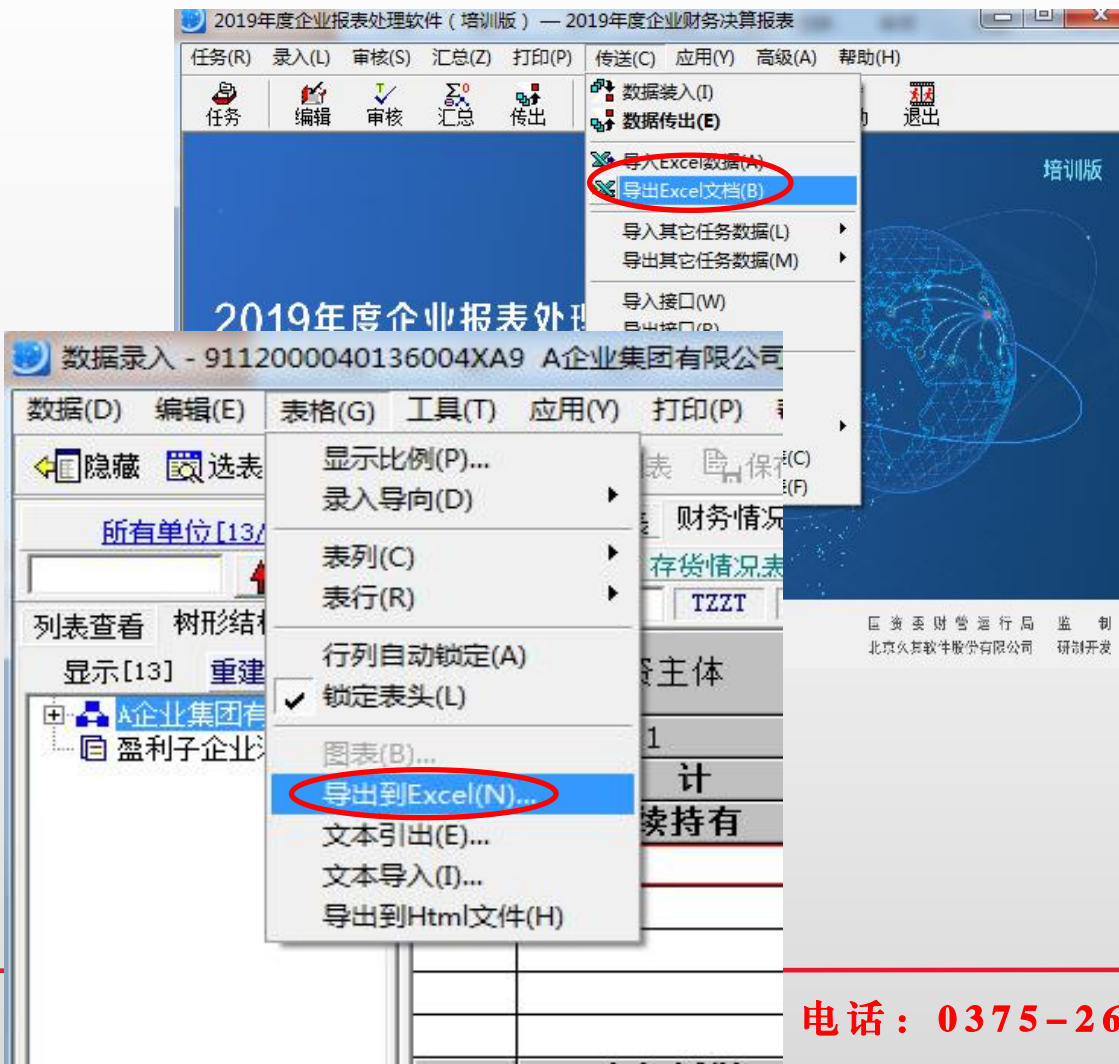 2019年度企业报表处理软件（培训版） — 2019年度企业财务决算报表
任务(R) 录入(L) 审核(S) 汇总(Z) 打印(P) 传送(C) 应用(Y) 高级(A) 帮助(H)
任务 编辑 审核 汇总 传出 退出
数据装入(I)
数据传出(E)
导入Excel数据(A)
导出Excel文档(B)
导入其它任务数据(L)
导出其它任务数据(M)
导入接口(W)
导出接口(R)
(C)
(F)
培训版
2019年度企业报表处
数据录入 - 9112000040136004XA9 A企业集团有限公司
数据(D) 编辑(E) 表格(G) 工具(T) 应用(Y) 打印(P)
隐藏 选表 表 保存
所有单位[13/
列表查看 树形结构
显示[13] 重建
A企业集团有
盈利子企业
显示比例(P)...
录入导向(D)
表列(C)
表行(R)
行列自动锁定(A)
锁定表头(L)
图表(B)...
导出到Excel(N)...
文本引出(E)...
文本导入(I)...
导出到Html文件(H)
财务情况
存货情况表
TZZT
资主体
1
计
续持有
国资委财管运行局 监 制
北京久其软件股份有限公司 研制开发
电话：0375-26